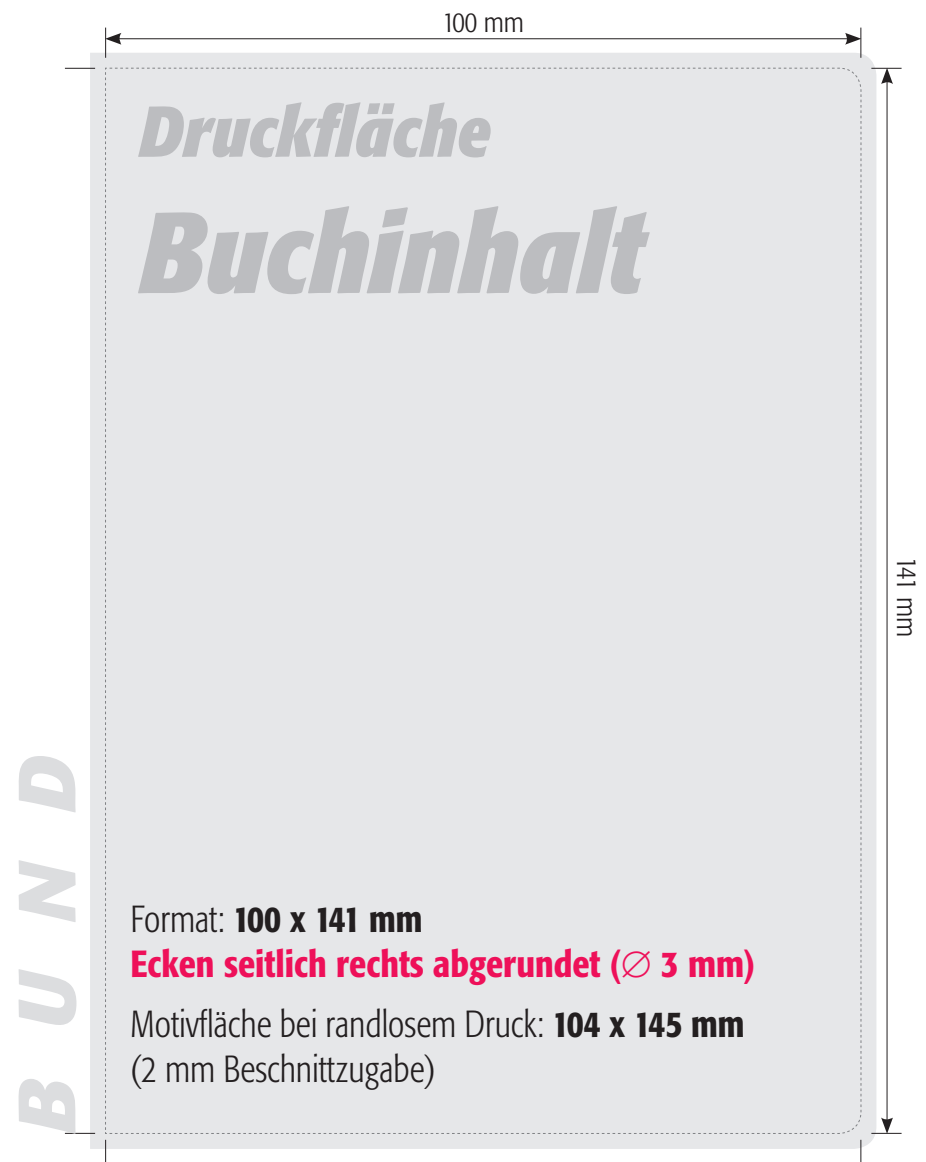 100 mm
Druckfläche
Buchinhalt
141 mm
BUND
Format: 100 x 141 mm
Ecken seitlich rechts abgerundet (∅ 3 mm)
Motivfläche bei randlosem Druck: 104 x 145 mm
(2 mm Beschnittzugabe)